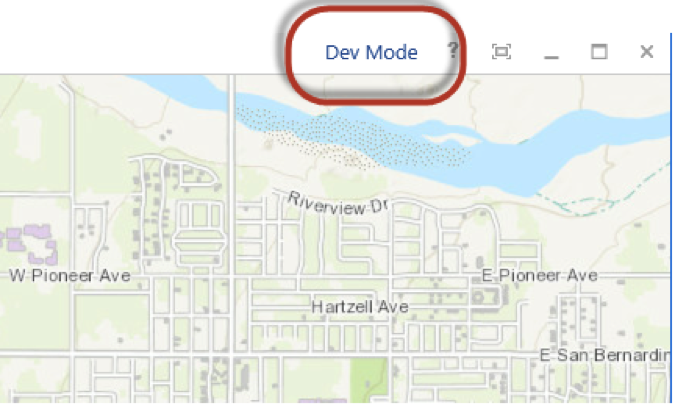 Dev Mode ?
Riverview Dr
W Pioneer Ave
E Pioneer Ave
Hartzell Ave
E San Bernardin